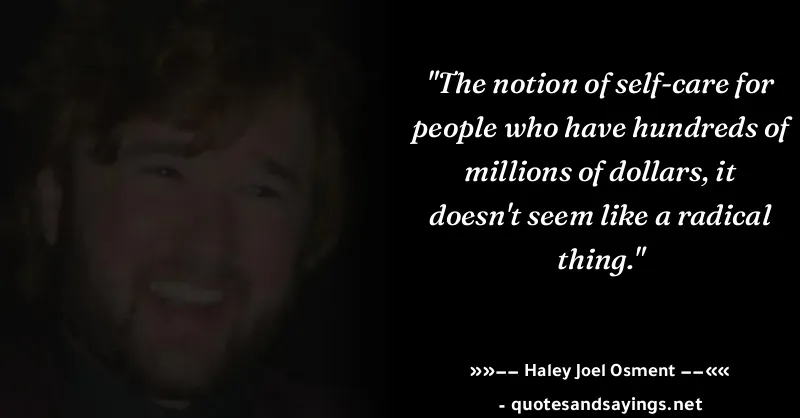 "The notion of self-care for
people who have hundreds of
millions of dollars, it
doesn't seem like a radical
thing."
»»–– Haley Joel Osment ––««
- quotesandsayings.net